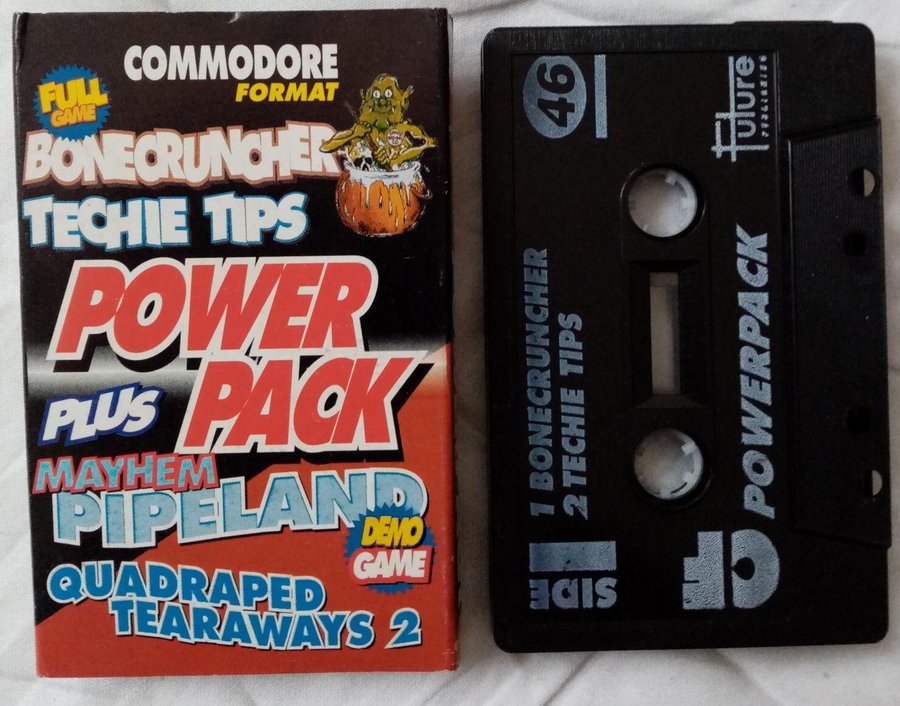 COMMODORE
FORMAT
FULL
GAME
BONECRUNCHER
TECHIE TIPS
POWER
PACK
PLUS
MAYHEM
PIPELAND
DEMO
GAME
QUADRAPED
TEARAWAYS 2
46
Future
PUBLISHING
1 BONECRUNCHER
2 TECHIE TIPS
SIDE 1
POWERPACK